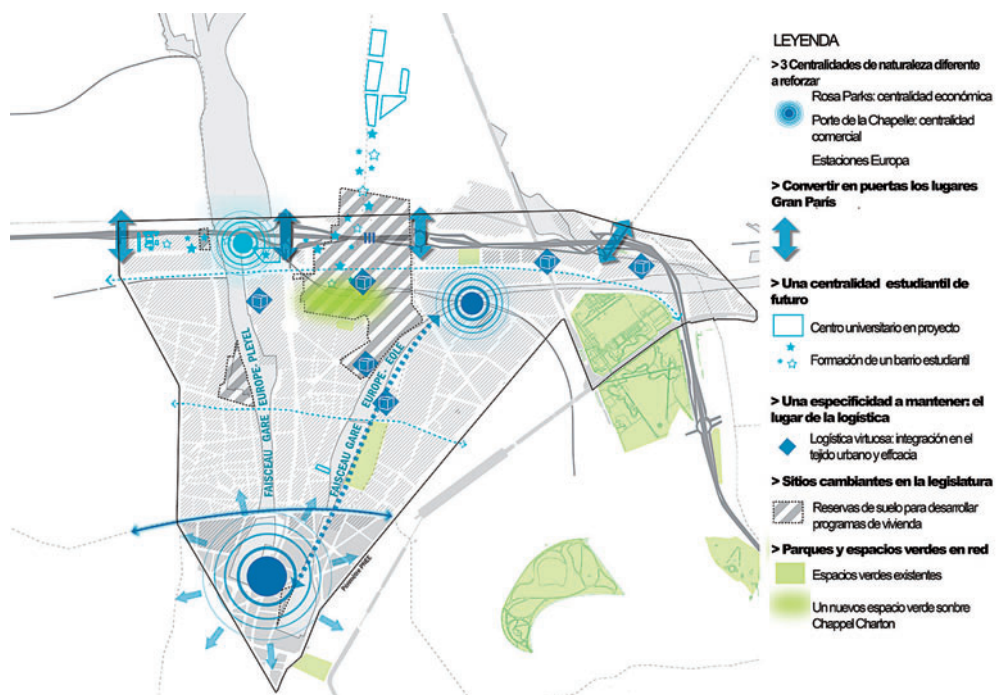 LEYENDA
> 3 Centralidades de naturaleza diferente
a reforzar
Rosa Parks: centralidad económica
Porte de la Chapelle: centralidad
comercial
Estaciones Europa
> Convertir en puertas los lugares
Gran París
> Una centralidad estudiantil de
futuro
Centro universitario en proyecto
Formación de un barrio estudiantil
> Una especificidad a mantener: el
lugar de la logística
Logística virtuosa: integración en el
tejido urbano y effcacia
> Sitios cambiantes en la legislatura
Reservas de suelo para desarrollar
programas de vivienda
> Parques y espacios verdes en red
Espacios verdes existentes
Un nuevos espacio verde sonbre
Chappel Charton
FAISCEAU GARE EUROPE-PLEYEL
FAISCEAU GARE EUROPE- EOLE
Périmètre PNEE